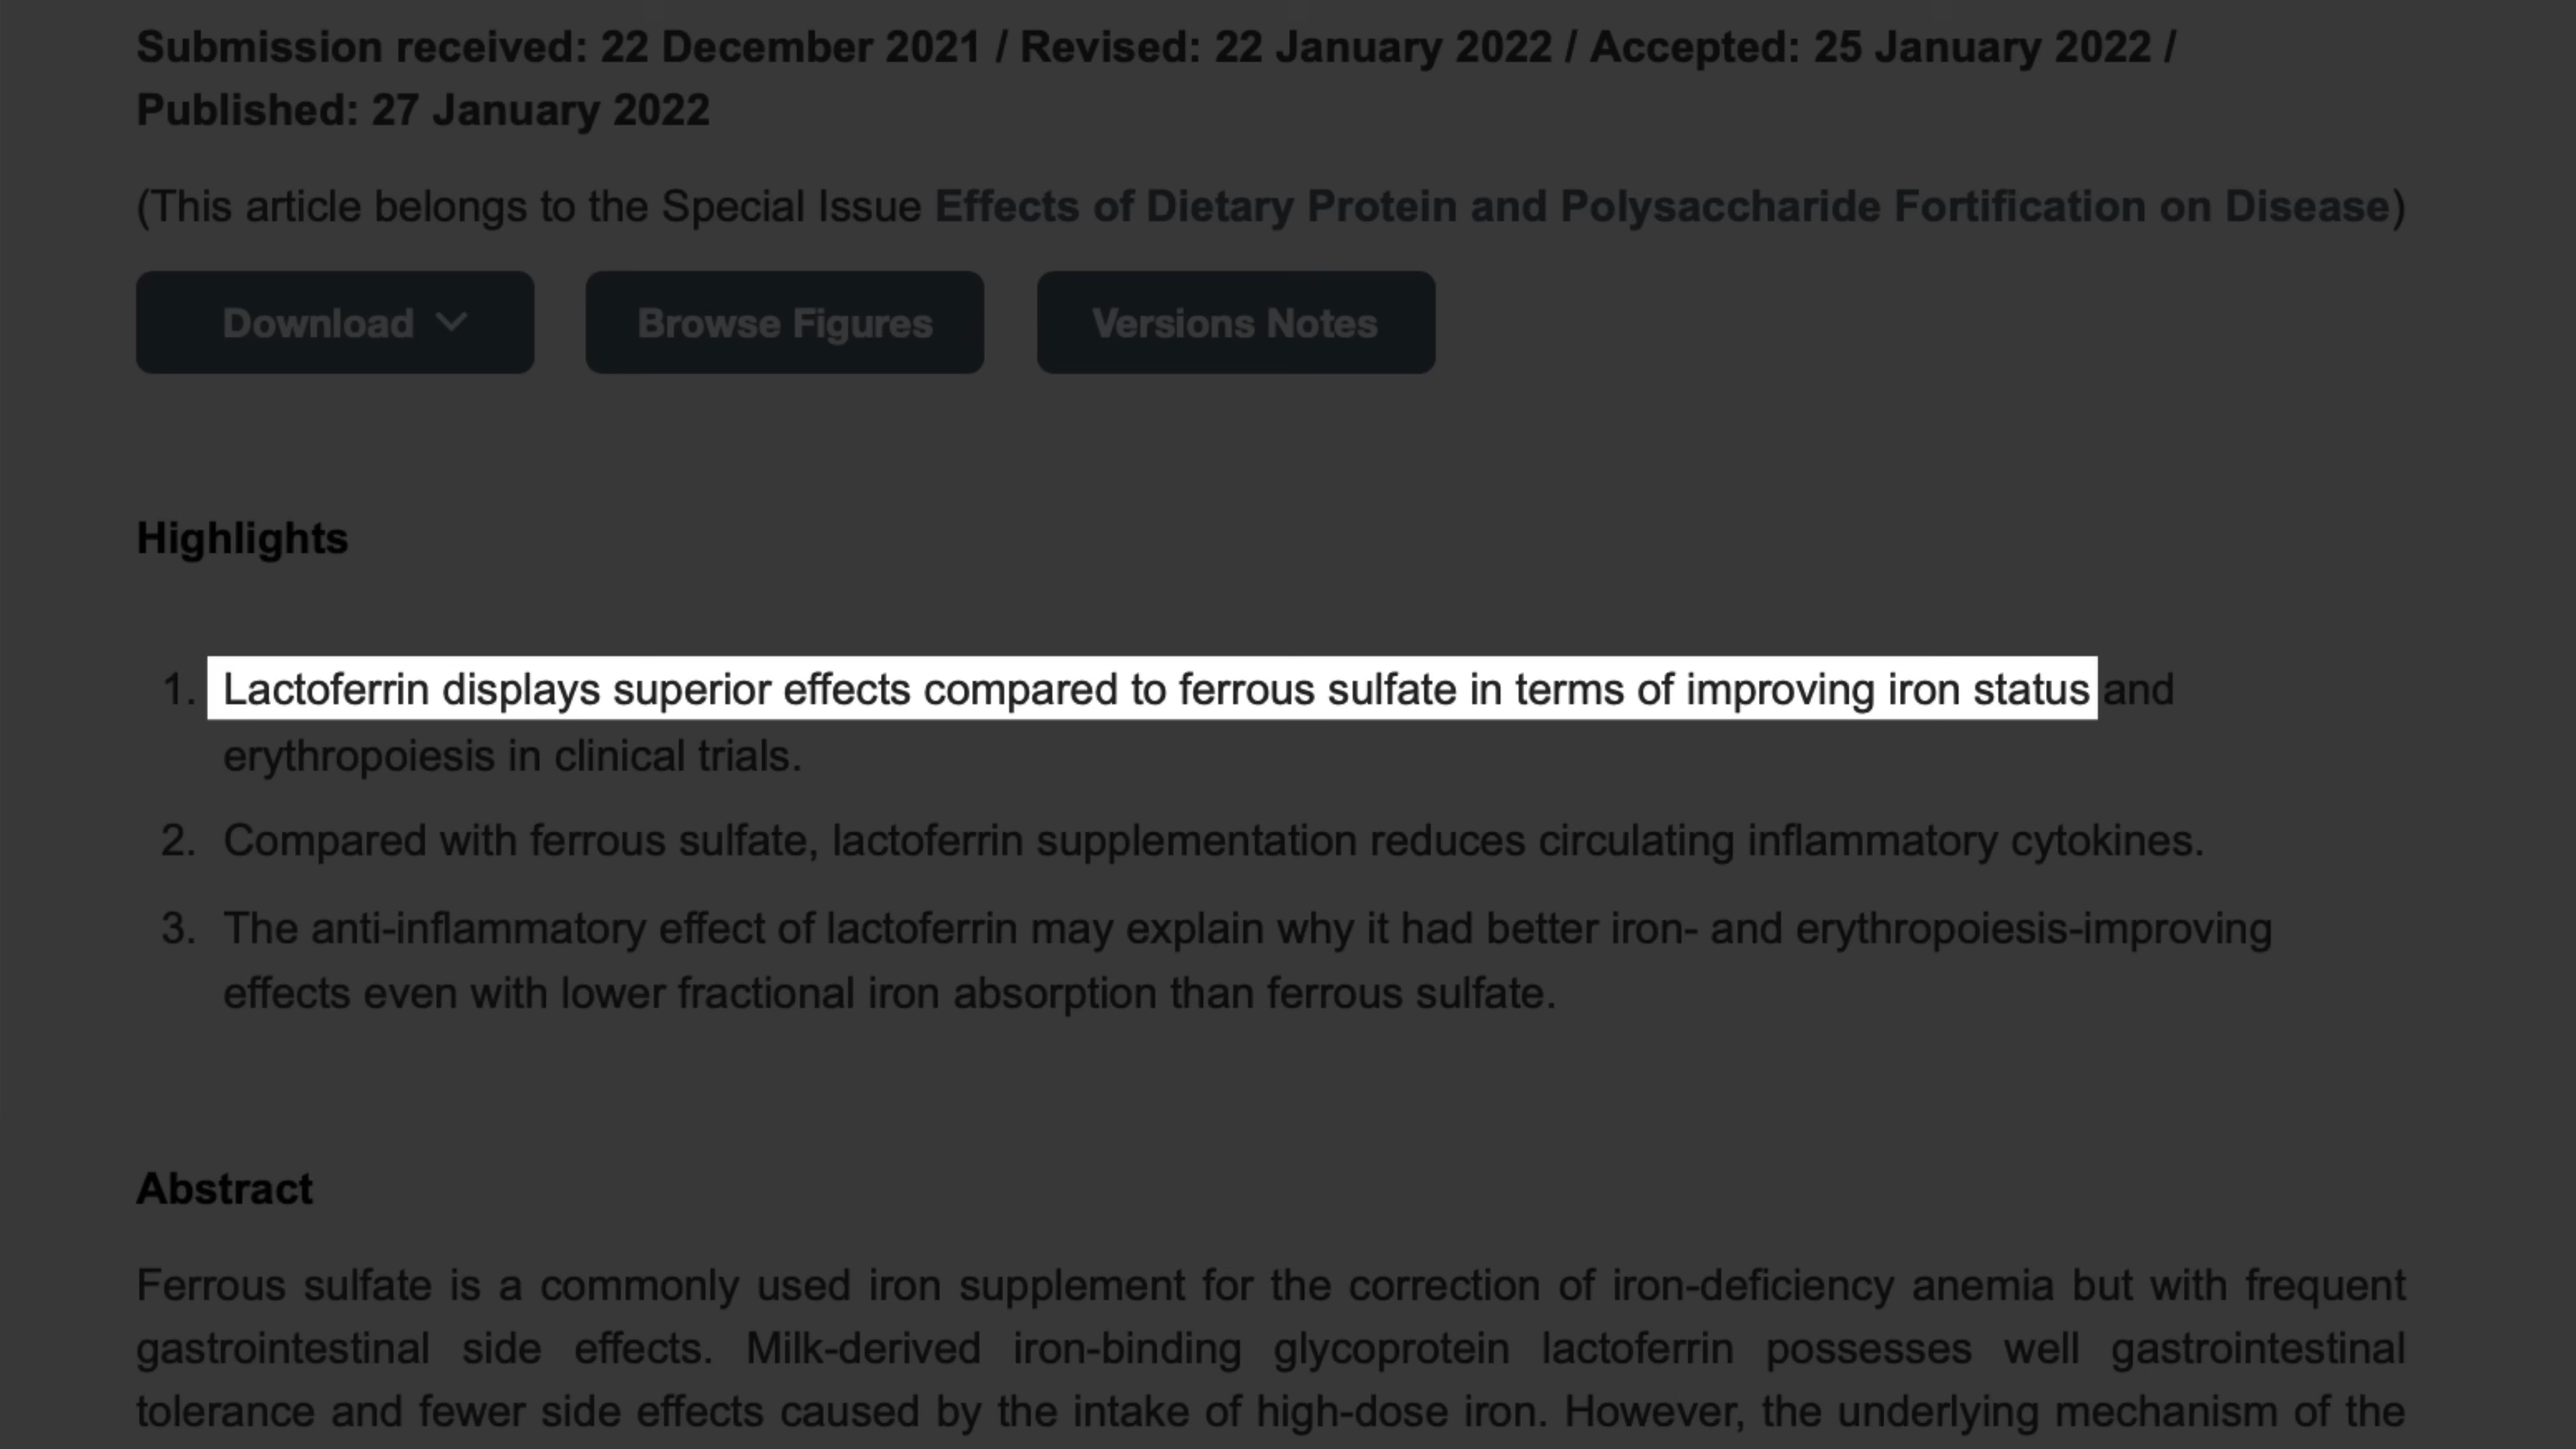 Submission received: 22 December 2021 / Revised: 22 January 2022 / Accepted: 25 January 2022 /
Published: 27 January 2022
(This article belongs to the Special Issue Effects of Dietary Protein and Polysaccharide Fortification on Disease)
Download
Browse Figures
Versions Notes
Highlights
1. Lactoferrin displays superior effects compared to ferrous sulfate in terms of improving iron status and
erythropoiesis in clinical trials.
2. Compared with ferrous sulfate, lactoferrin supplementation reduces circulating inflammatory cytokines.
3. The anti-inflammatory effect of lactoferrin may explain why it had better iron- and erythropoiesis-improving
effects even with lower fractional iron absorption than ferrous sulfate.
Abstract
Ferrous sulfate is a commonly used iron supplement for the correction of iron-deficiency anemia but with frequent
gastrointestinal side effects. Milk-derived iron-binding glycoprotein lactoferrin possesses well gastrointestinal
tolerance and fewer side effects caused by the intake of high-dose iron. However, the underlying mechanism of the